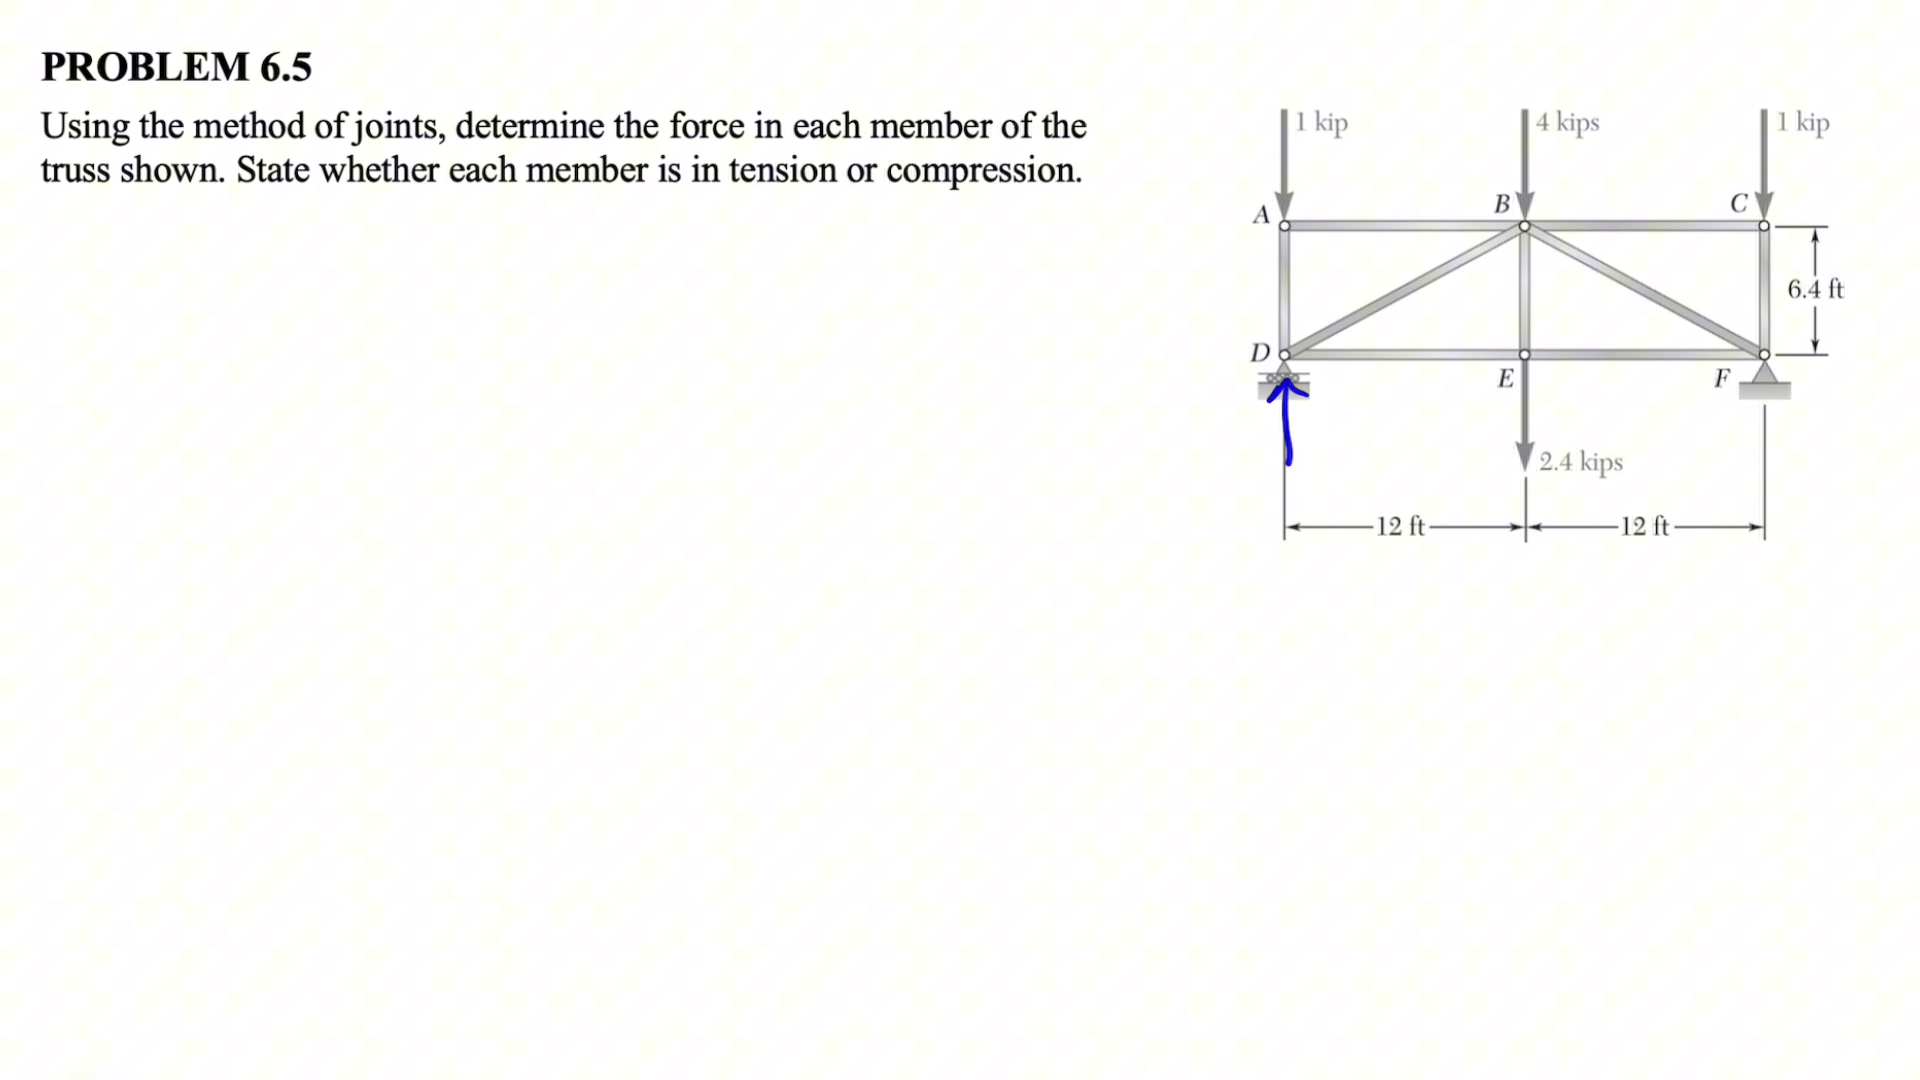 PROBLEM 6.5
Using the method of joints, determine the force in each member of the
truss shown. State whether each member is in tension or compression.
1 kip
4 kips
1 kip
A
B
C
6.4 ft
D
E
F
2.4 kips
12 ft
12 ft